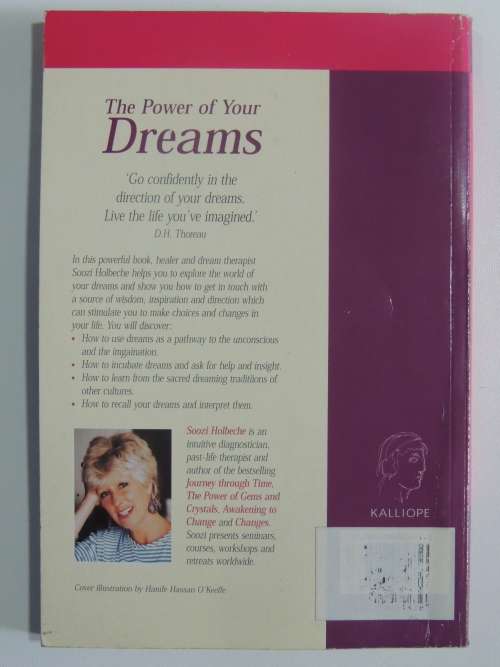 The Power of Your
Dreams
'Go confidently in the
direction of your dreams.
Live the life you've imagined.'
D.H. Thoreau
In this powerful book, healer and dream therapist
Soozi Holbeche helps you to explore the world of
your dreams and show you how to get in touch with
a source of wisdom, inspiration and direction which
can stimulate you to make choices and changes in
your life. You will discover:
• How to use dreams as a pathway to the unconscious
and the imgaination.
• How to incubate dreams and ask for help and insight.
• How to learn from the sacred dreaming traditions of
other cultures.
• How to recall your dreams and interpret them.
Soozi Holbeche is an
intuitive diagnostician,
past-life therapist and
author of the bestselling
Journey through Time,
The Power of Gems and
Crystals, Awakening to
Change and Changes.
Soozi presents seminars,
courses, workshops and
retreats worldwide.
Cover illustration by Hanife Hassan O'Keeffe
KALLIOPE